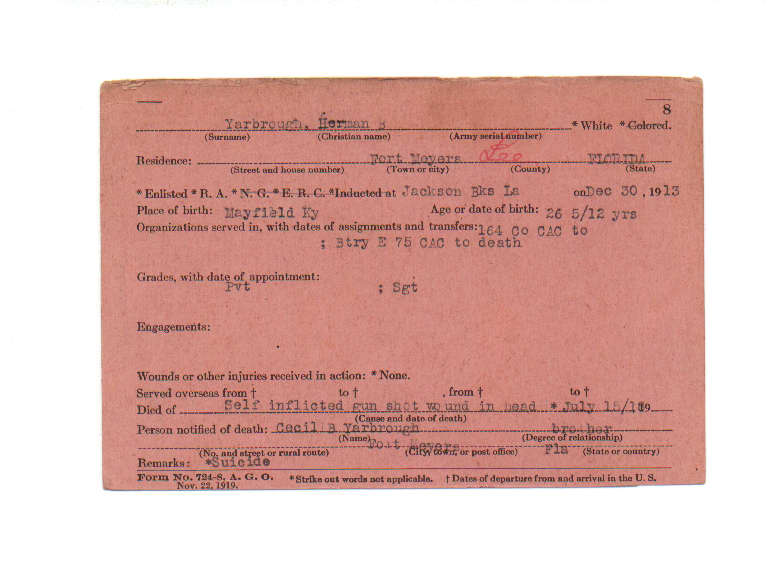 8
Yarbrough, Herman B * White * Colored.
(Surname) (Christian name) (Army serial number)
Residence: Fort Meyers Lee FLORIDA
(Street and house number) (Town or city) (County) (State)
* Enlisted * R. A. * N. G. * E. R. C. *Inducted at Jackson Bks La on Dec 30, 1913
Place of birth: Mayfield Ky Age or date of birth: 26 5/12 yrs
Organizations served in, with dates of assignments and transfers: 164 Co CAC to
; Btry E 75 CAC to death
Grades, with date of appointment:
Pvt ; Sgt
Engagements:
Wounds or other injuries received in action: * None.
Served overseas from † to † , from † to †
Died of Self inflicted gun shot wound in head * July 15/ 19
(Cause and date of death)
Person notified of death: Cecil B Yarbrough brother
(Name) (Degree of relationship)
Foat Meyers Fla
(No. and street or rural route) (City, town, or post office) (State or country)
Remarks: *Suicide
Form No. 724-8, A. G. O. *Strike out words not applicable. † Dates of departure from and arrival in the U. S.
Nov. 22, 1919.